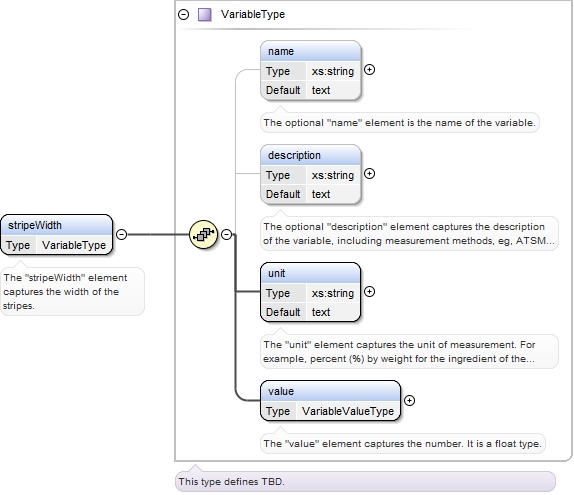 VariableType
name
Type xs:string
Default text
The optional "name" element is the name of the variable.
description
Type xs:string
Default text
The optional "description" element captures the description
of the variable, including measurement methods, eg, ATSM...
stripeWidth
Type VariableType
The "stripeWidth" element
captures the width of the
stripes.
unit
Type xs:string
Default text
The "unit" element captures the unit of measurement. For
example, percent (%) by weight for the ingredient of the...
value
Type VariableValueType
The "value" element captures the number. It is a float type.
This type defines TBD.